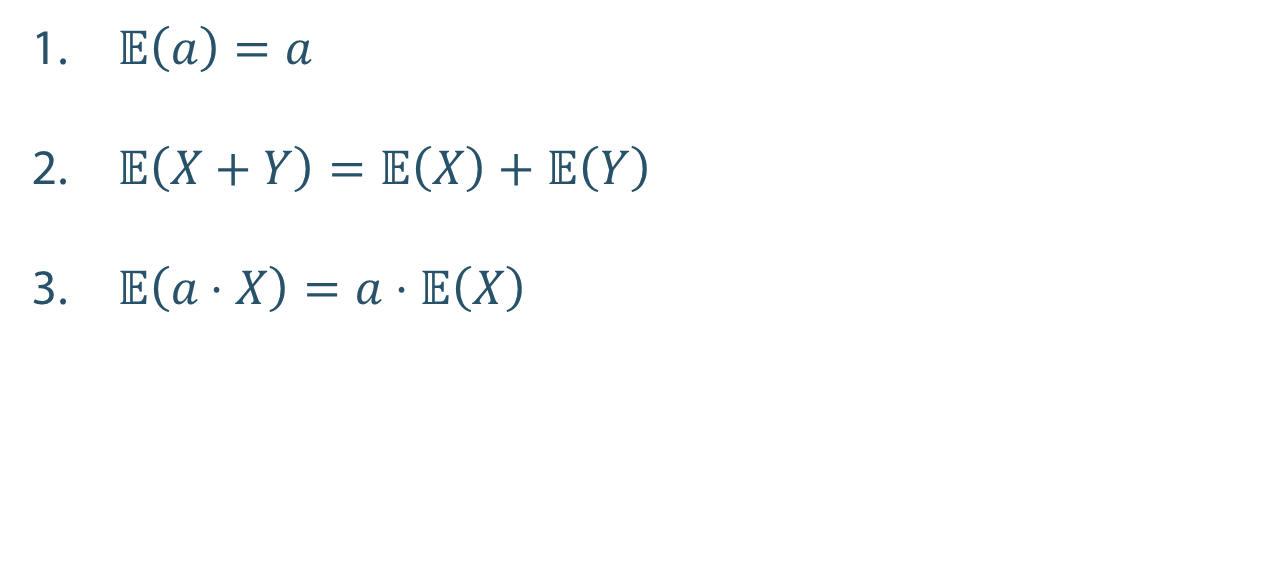 1. 𝔼(𝑎) = 𝑎
2. 𝔼(𝑋 + 𝑌) = 𝔼(𝑋) + 𝔼(𝑌)
3. 𝔼(𝑎 · 𝑋) = 𝑎 · 𝔼(𝑋)